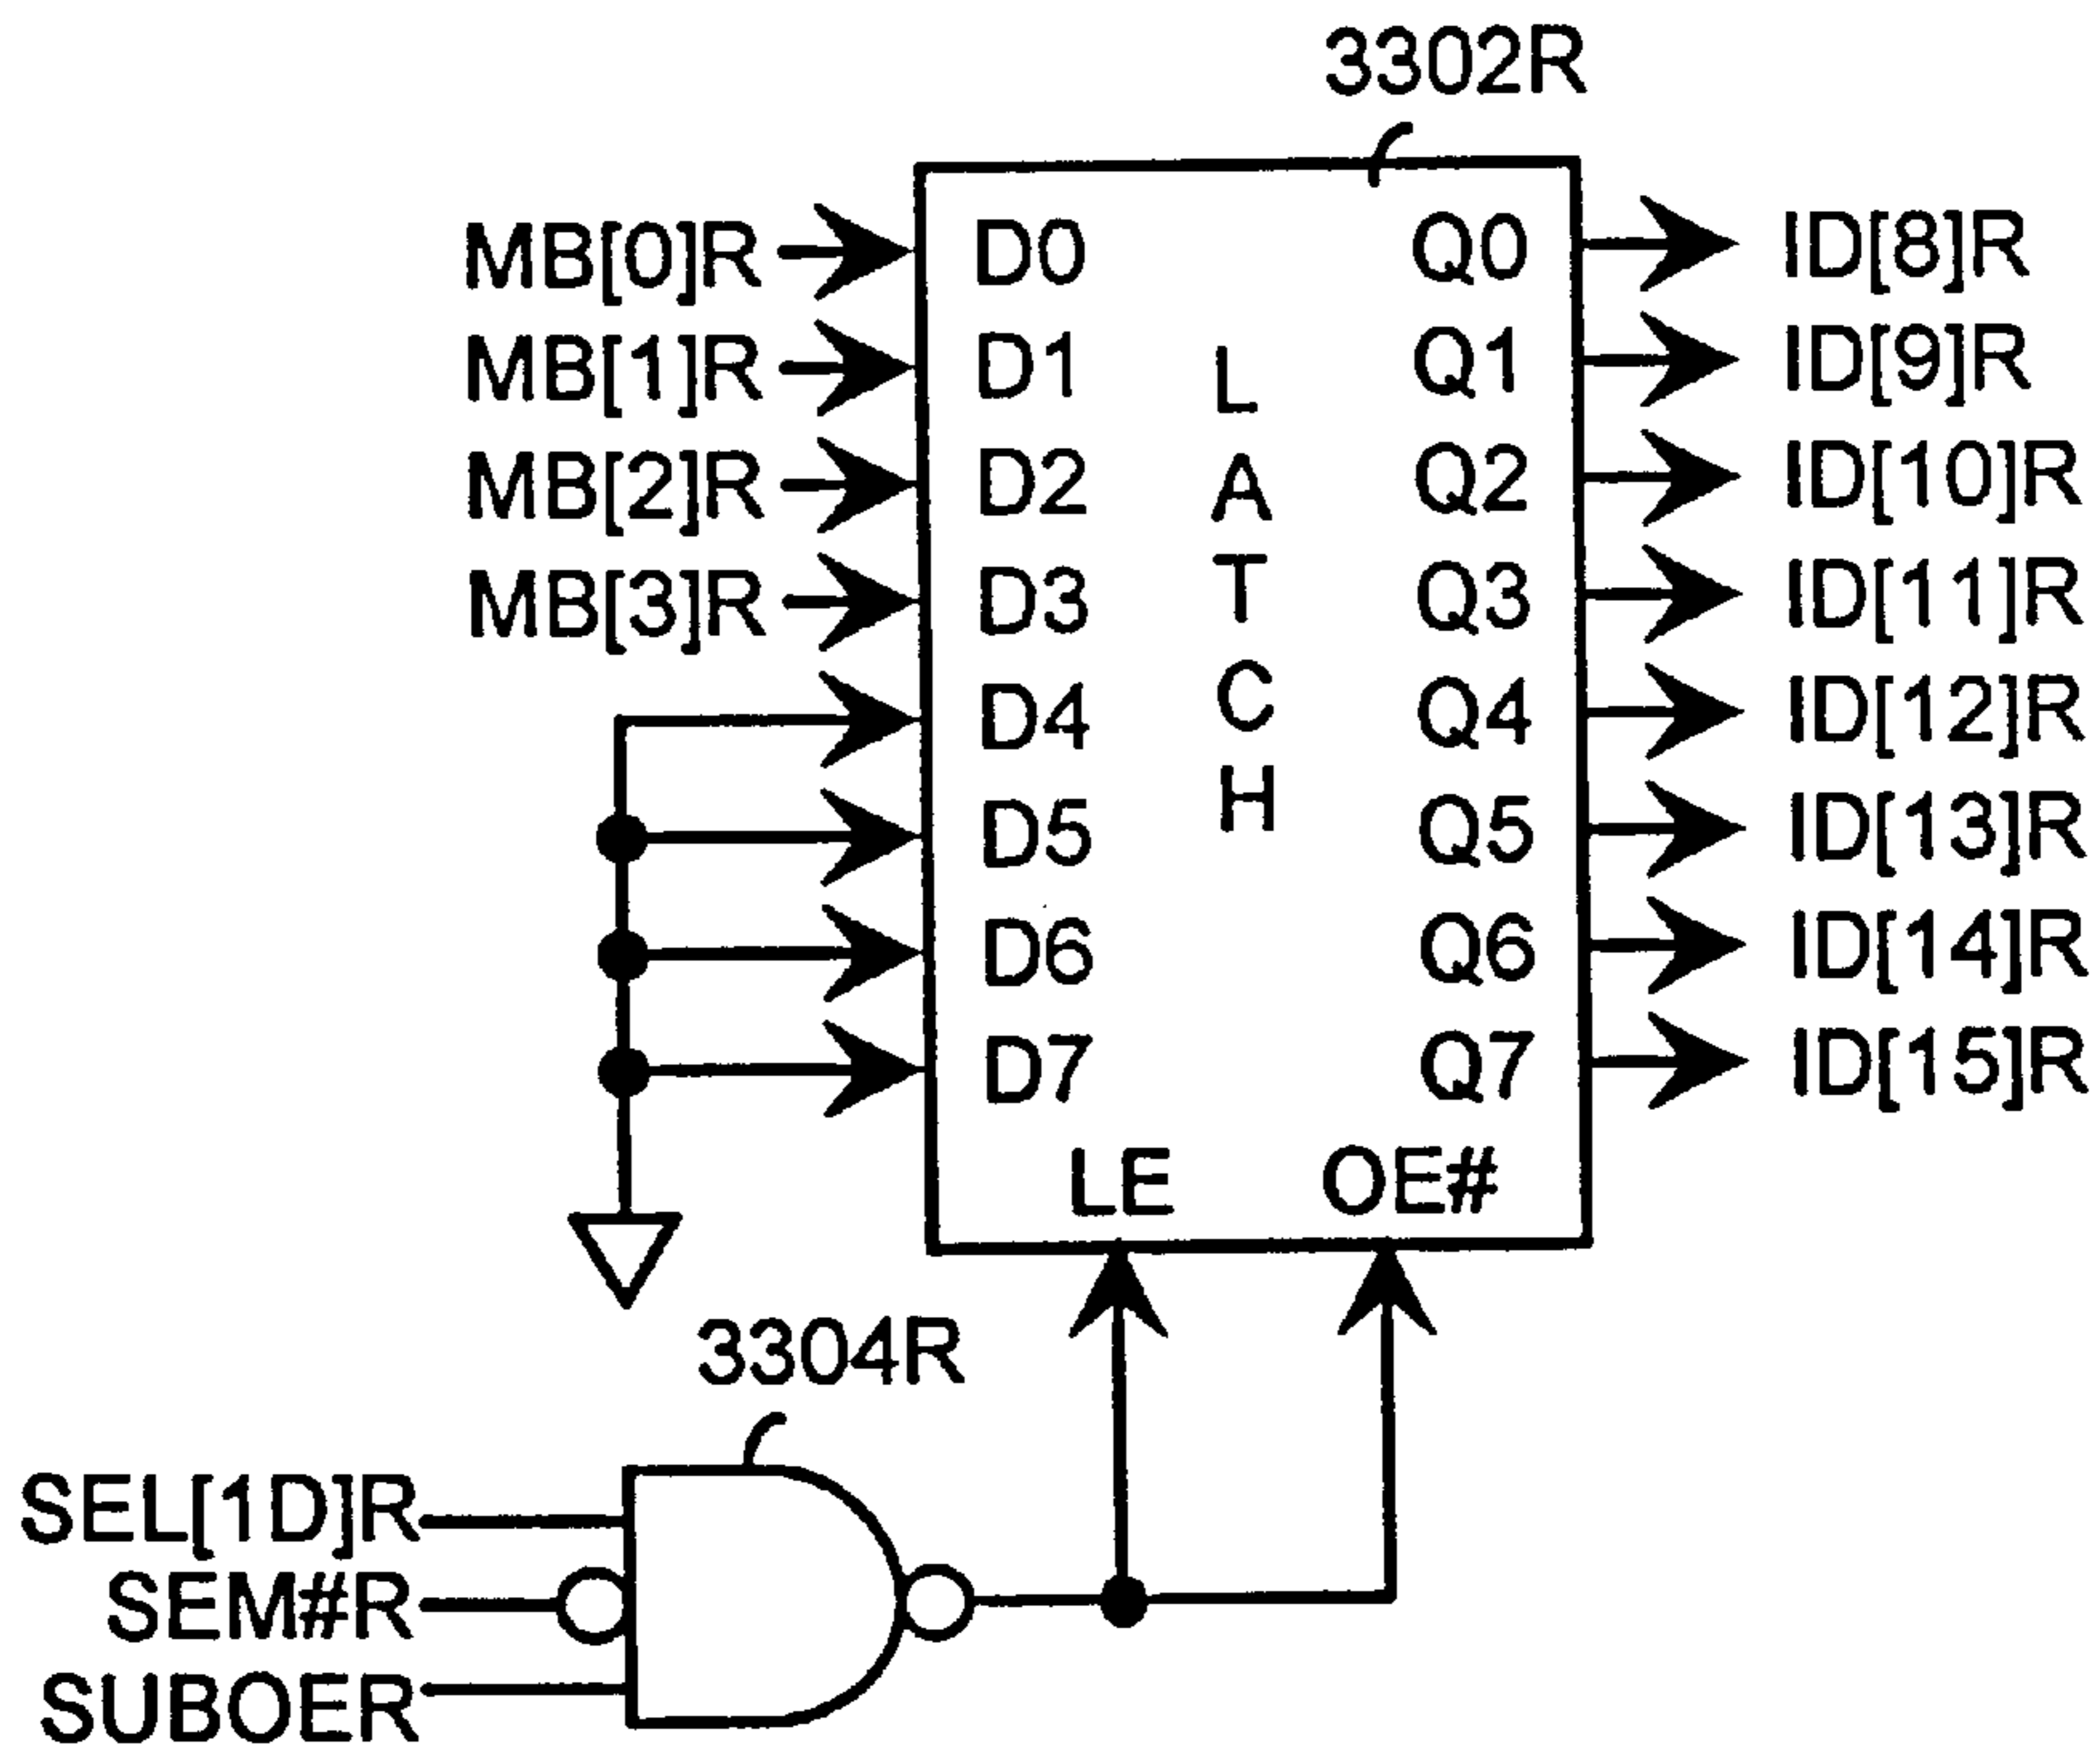 3302R
MB[0]R D0 Q0 ID[8]R
MB[1]R D1 Q1 ID[9]R
MB[2]R D2 Q2 ID[10]R
MB[3]R D3 Q3 ID[11]R
D4 Q4 ID[12]R
D5 Q5 ID[13]R
D6 Q6 ID[14]R
D7 Q7 ID[15]R
LATCH
LE OE#
3304R
SEL[1D]R
SEM#R
SUBOER